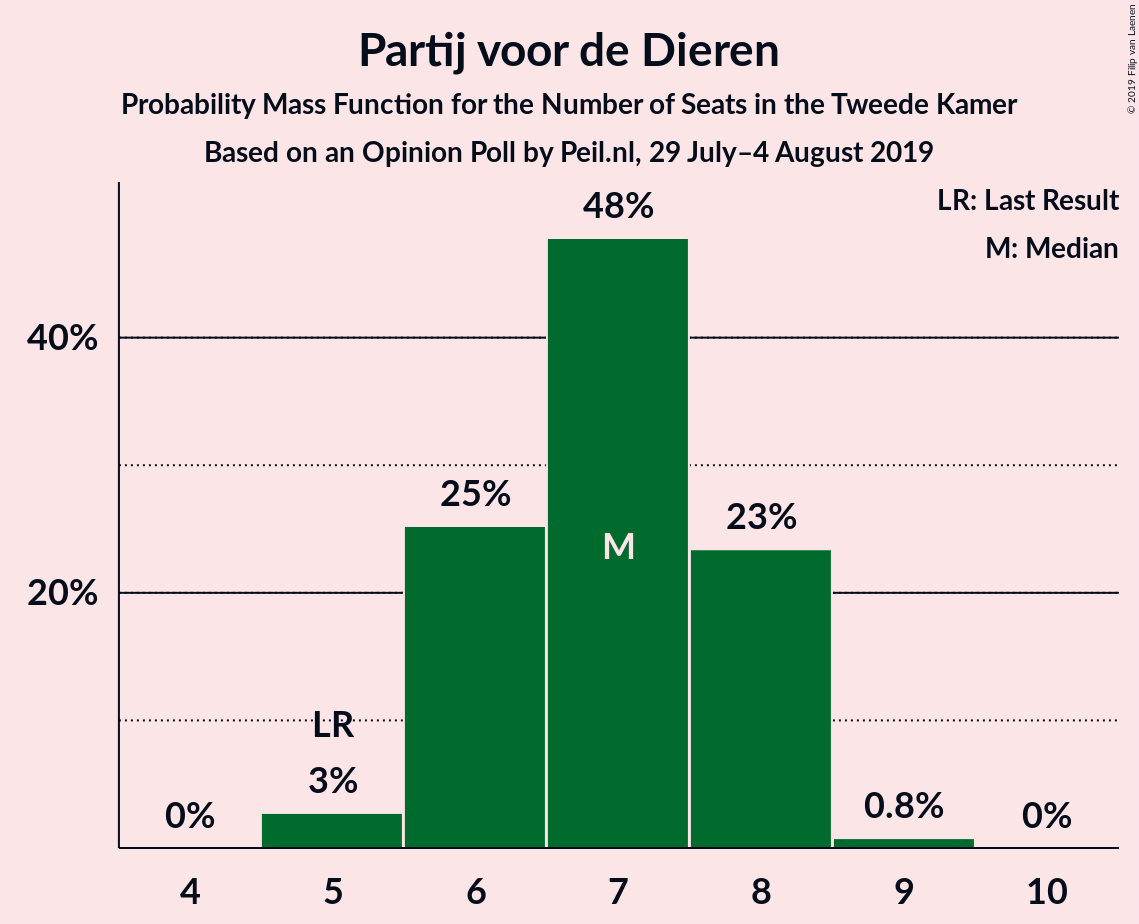 Partij voor de Dieren
Probability Mass Function for the Number of Seats in the Tweede Kamer
Based on an Opinion Poll by Peil.nl, 29 July–4 August 2019
© 2019 Filip van Laenen
LR: Last Result
M: Median
48%
40%
25%
23%
M
20%
LR
3%
0%
0.8%
0%
4 5 6 7 8 9 10